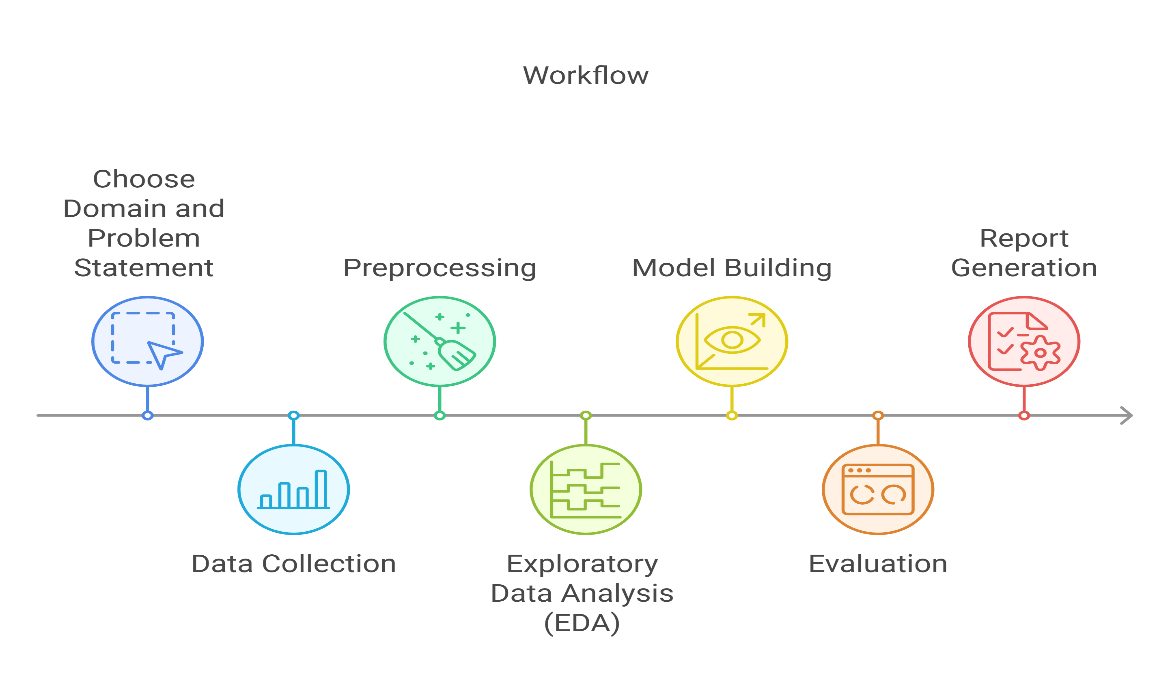 Workflow
Choose
Domain and
Problem
Statement
Data Collection
Preprocessing
Exploratory
Data Analysis
(EDA)
Model Building
Evaluation
Report
Generation